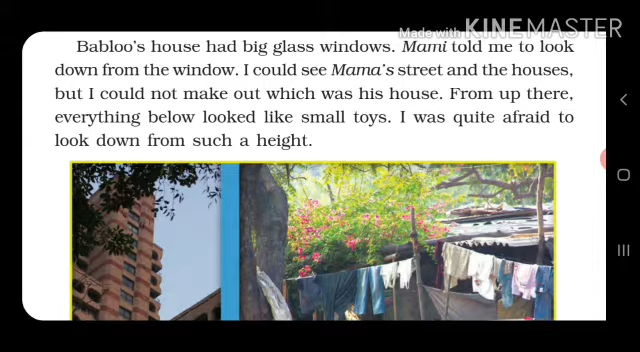 Made with KINEMASTER
Babloo's house had big glass windows. Mami told me to look
down from the window. I could see Mama's street and the houses,
but I could not make out which was his house. From up there,
everything below looked like small toys. I was quite afraid to
look down from such a height.